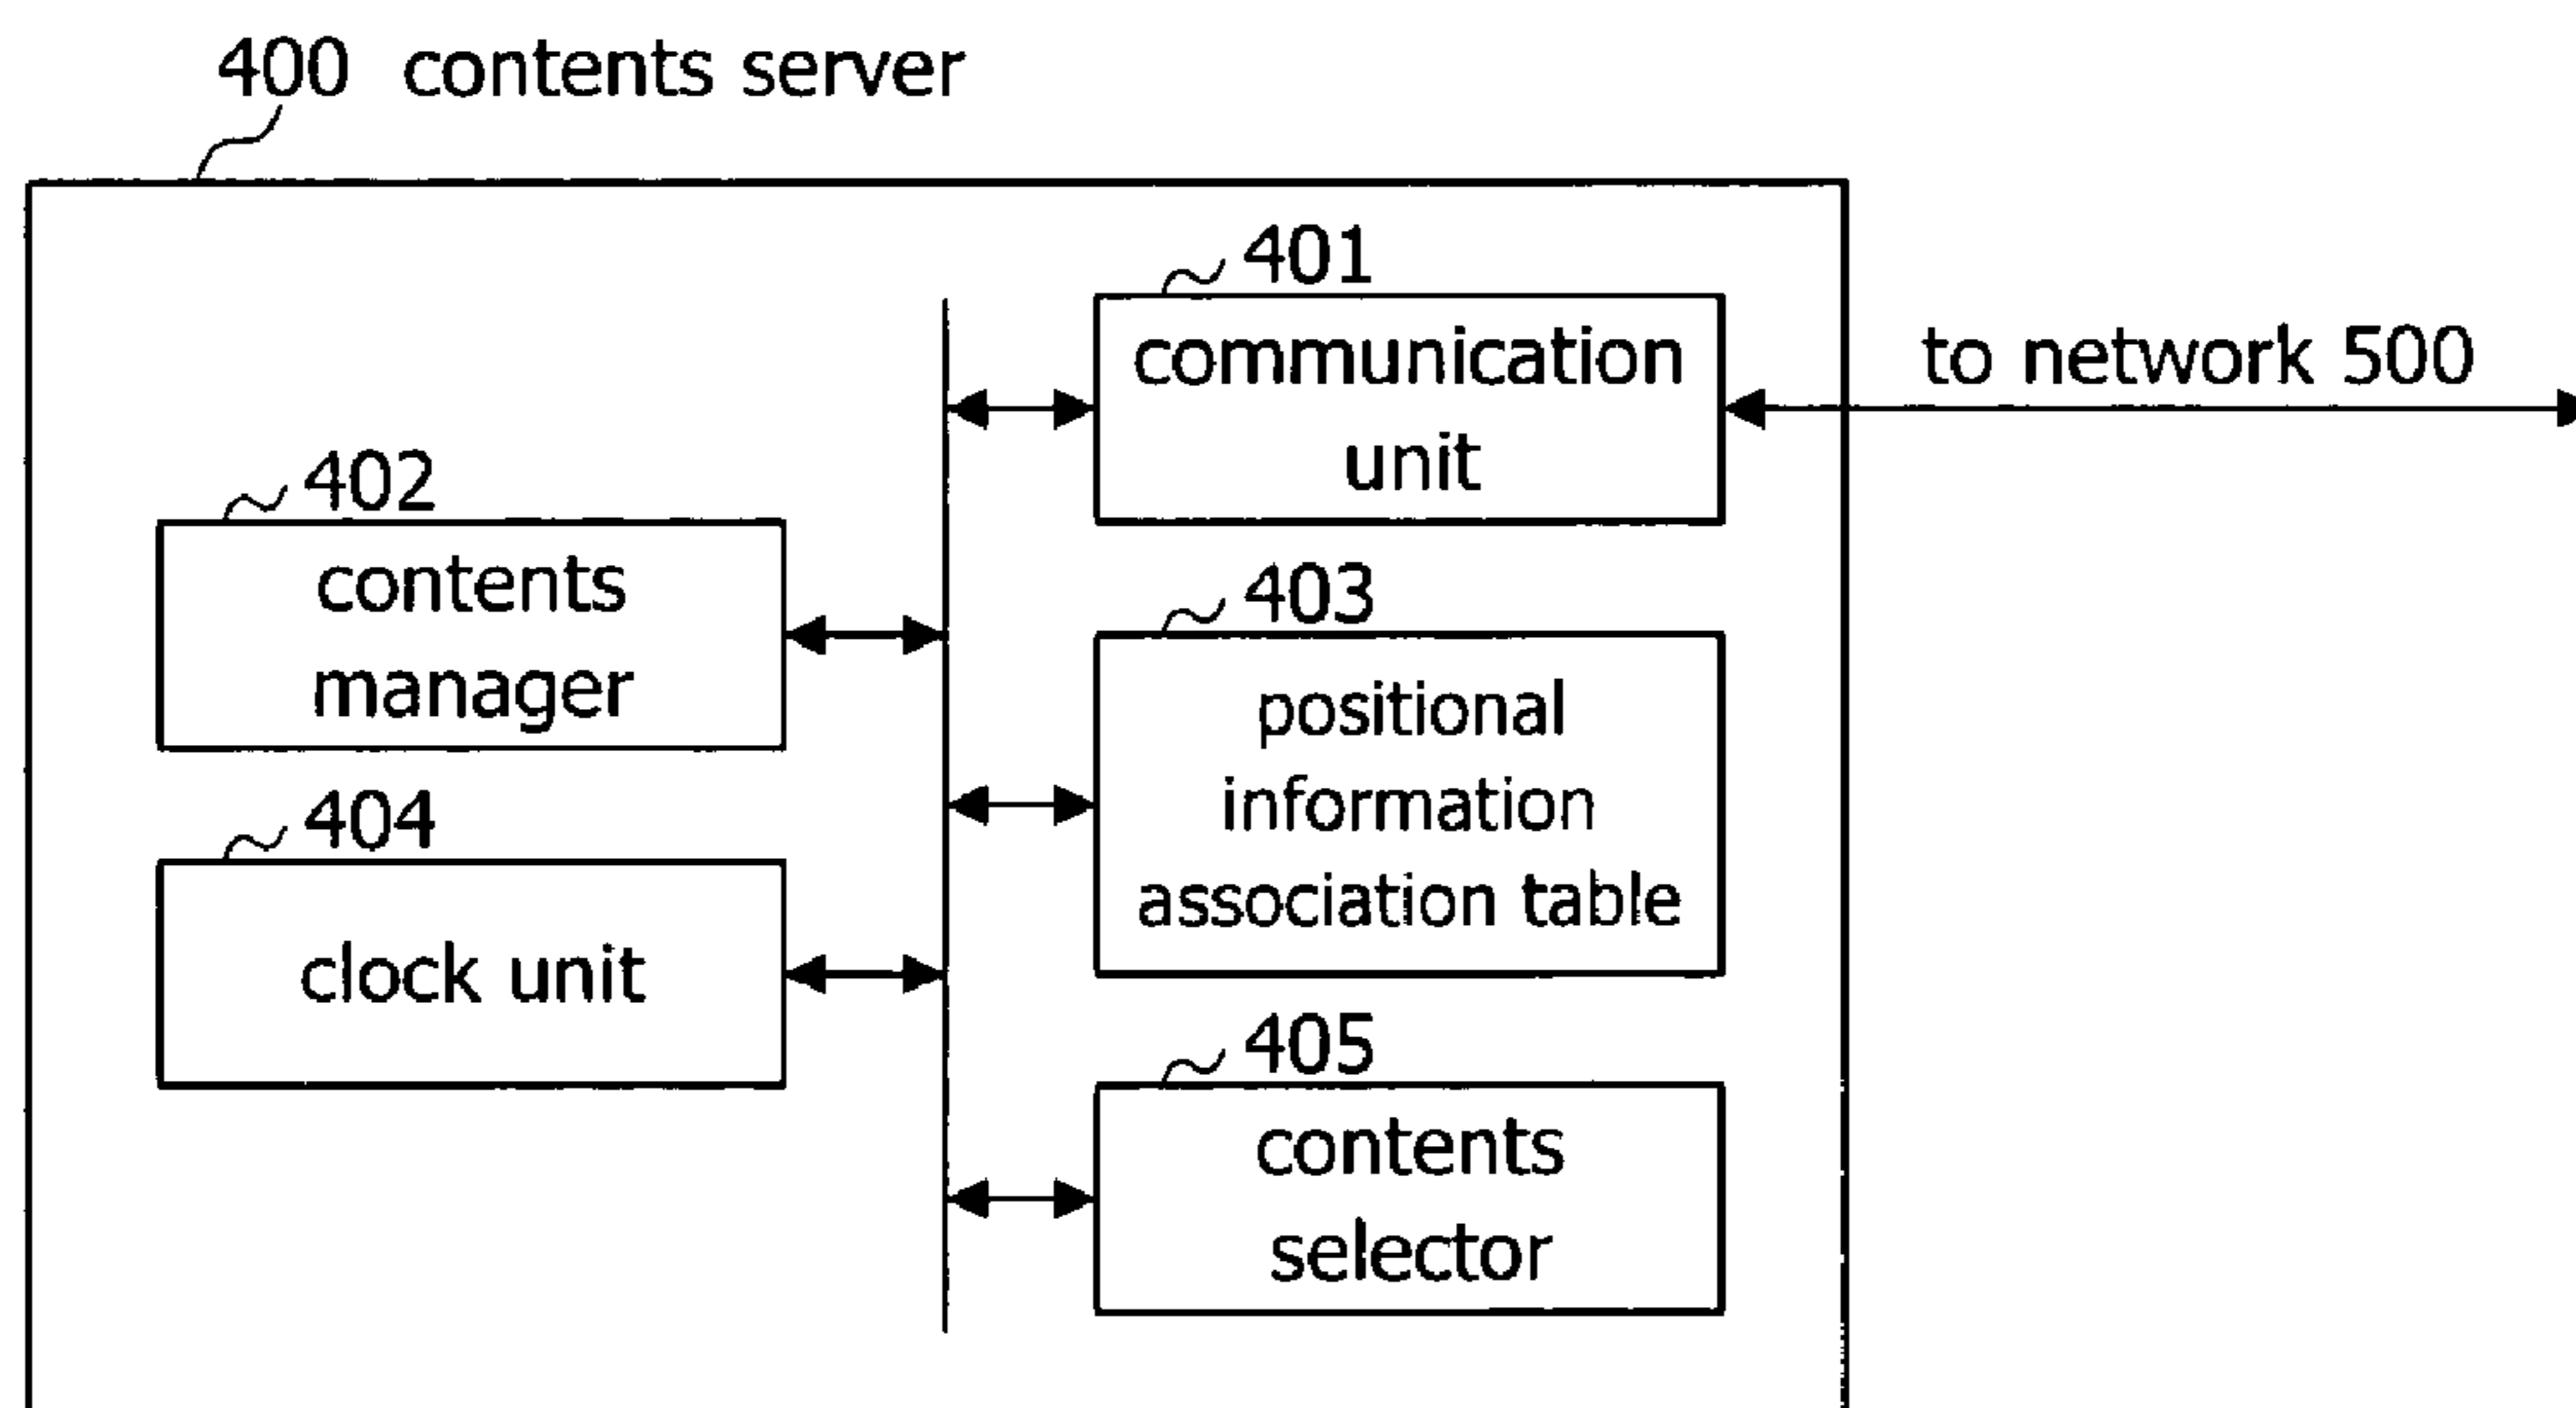 400 contents server
401
communication
unit
to network 500
402
contents
manager
403
positional
information
association table
404
clock unit
405
contents
selector